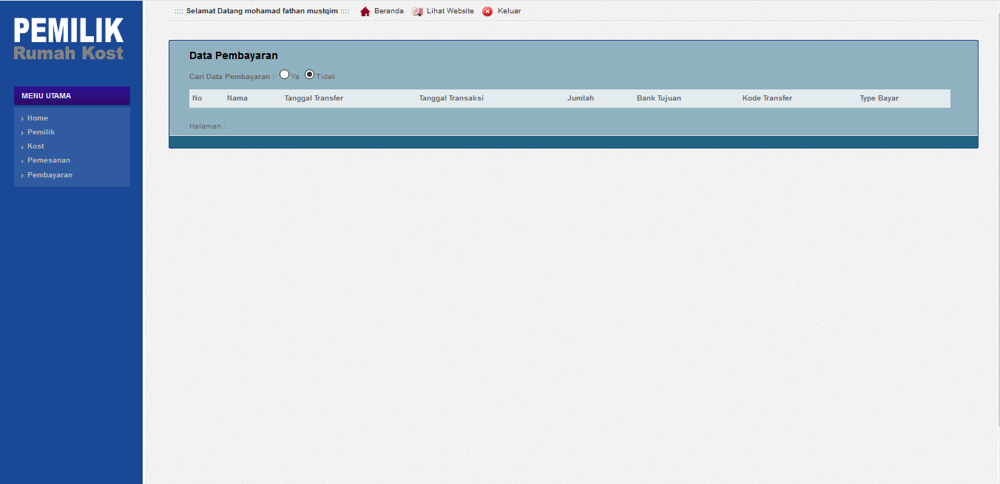 PEMILIK
Rumah Kost
MENU UTAMA
Home
Pemilik
Kost
Pemesanan
Pembayaran
:::: Selamat Datang mohamad fathan mustqim :::: Beranda Lihat Website Keluar
Data Pembayaran
Cari Data Pembayaran : Ya Tidak
No Nama Tanggal Transfer Tanggal Transaksi Jumlah Bank Tujuan Kode Transfer Type Bayar
Halaman :